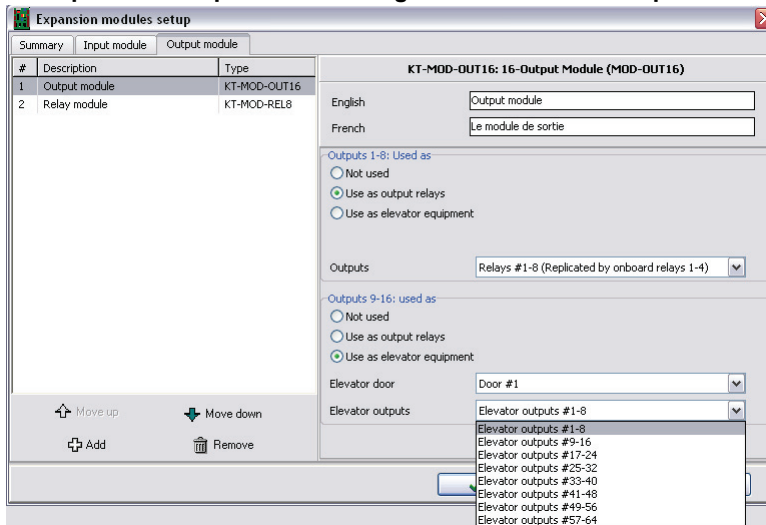 Expansion modules setup
Summary Input module Output module
# Description Type
1 Output module KT-MOD-OUT16
2 Relay module KT-MOD-REL8
Move up Move down
Add Remove
KT-MOD-OUT16: 16-Output Module (MOD-OUT16)
English Output module
French Le module de sortie
Outputs 1-8: Used as
Not used
Use as output relays
Use as elevator equipment
Outputs Relays #1-8 (Replicated by onboard relays 1-4)
Outputs 9-16: used as
Not used
Use as output relays
Use as elevator equipment
Elevator door Door #1
Elevator outputs Elevator outputs #1-8
Elevator outputs #1-8
Elevator outputs #9-16
Elevator outputs #17-24
Elevator outputs #25-32
Elevator outputs #33-40
Elevator outputs #41-48
Elevator outputs #49-56
Elevator outputs #57-64